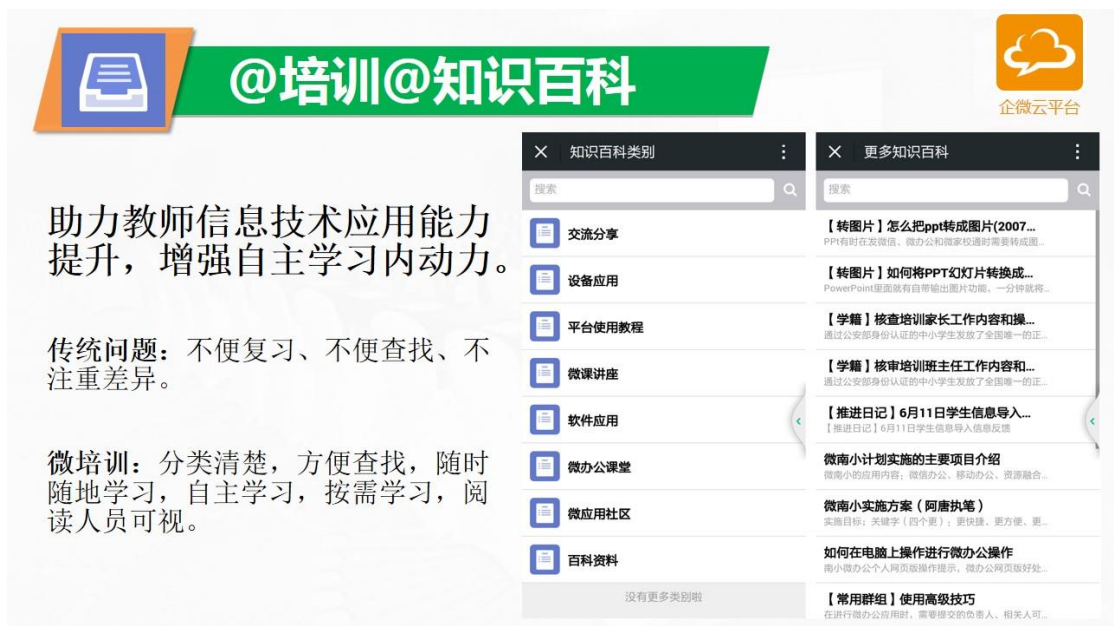 @培训@知识百科
企微云平台
助力教师信息技术应用能力
提升，增强自主学习内动力。
传统问题：不便复习、不便查找、不
注重差异。
微培训：分类清楚，方便查找，随时
随地学习，自主学习，按需学习，阅
读人员可视。
知识百科类别
搜索
交流分享
设备应用
平台使用教程
微课讲座
软件应用
微办公课堂
微应用社区
百科资料
没有更多类别啦
更多知识百科
搜索
【转图片】怎么把ppt转成图片(2007...
PPt有时在发微信、微办公和微家校通时需要转成图...
【转图片】如何将PPT幻灯片转换成...
PowerPoint里面就有自带输出图片功能，一分钟就将...
【学籍】核查培训家长工作内容和操...
通过公安部身份认证的中小学生发放了全国唯一的正...
【学籍】核审培训班主任工作内容和...
通过公安部身份认证的中小学生发放了全国唯一的正...
【推进日记】6月11日学生信息导入...
【推进日记】6月11日学生信息导入信息反馈
微南小计划实施的主要项目介绍
微南小的应用内容：微信办公、移动办公、资源融合...
微南小实施方案（阿唐执笔）
实施目标：关键字（四个更）：更快捷、更方便、更...
如何在电脑上操作进行微办公操作
南小微办公个人网页版操作提示，微办公网页版好处...
【常用群组】使用高级技巧
在进行微办公应用时，需要提交的负责人、相关人可...